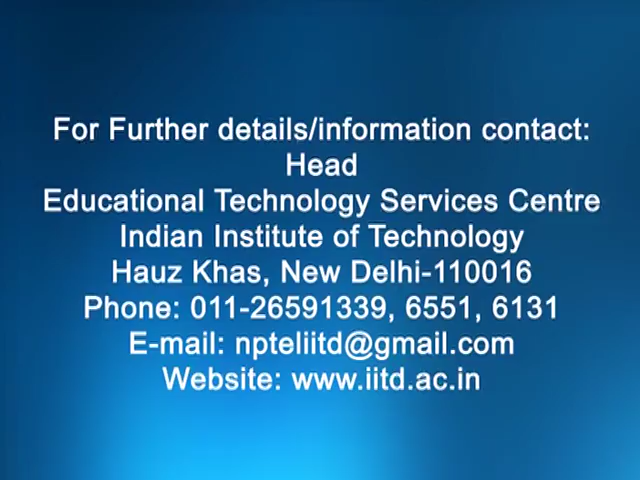 For Further details/information contact:
Head
Educational Technology Services Centre
Indian Institute of Technology
Hauz Khas, New Delhi-110016
Phone: 011-26591339, 6551, 6131
E-mail: npteliitd@gmail.com
Website: www.iitd.ac.in